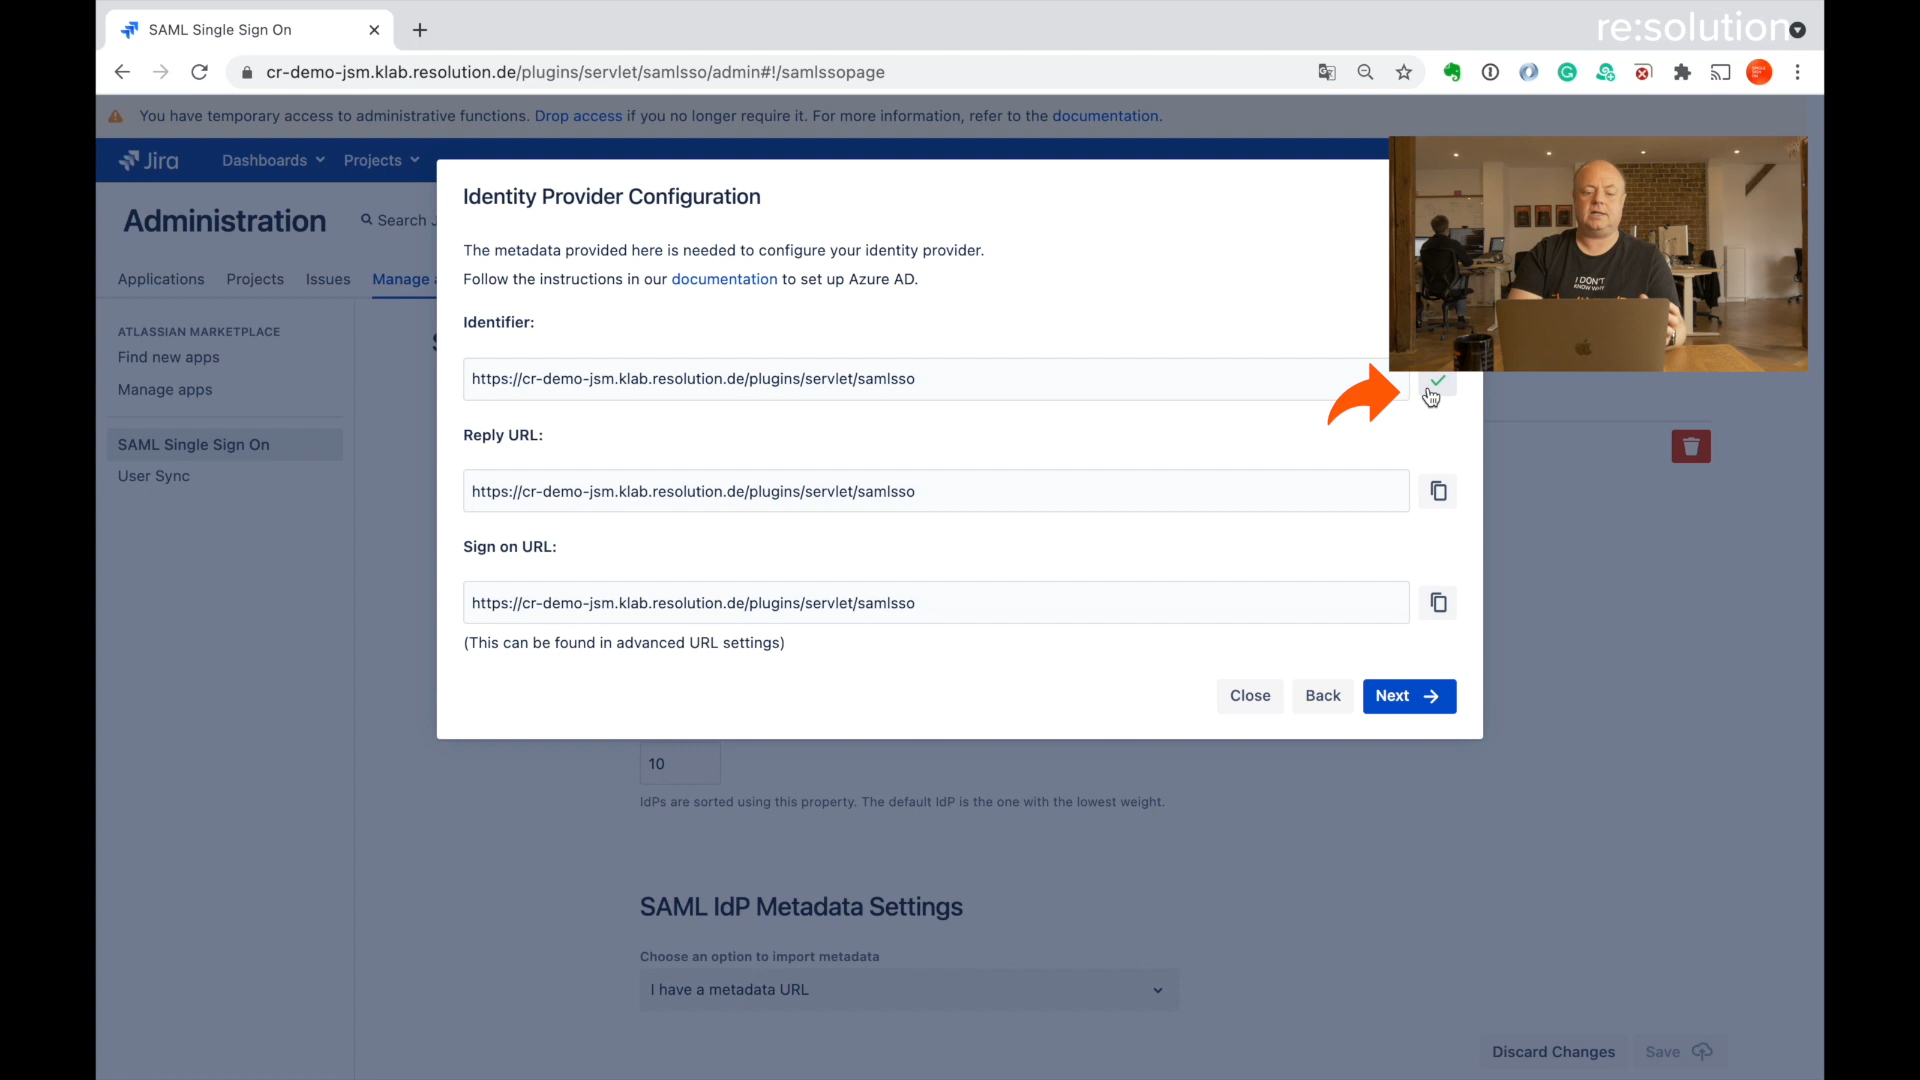 SAML Single Sign On
re:solution
cr-demo-jsm.klab.resolution.de/plugins/servlet/samlsso/admin#!/samlssopage
You have temporary access to administrative functions. Drop access if you no longer require it. For more information, refer to the documentation.
Jira Dashboards Projects
Administration
Search
Applications Projects Issues Manage
ATLASSIAN MARKETPLACE
Find new apps
Manage apps
SAML Single Sign On
User Sync
Identity Provider Configuration
The metadata provided here is needed to configure your identity provider.
Follow the instructions in our documentation to set up Azure AD.
Identifier:
https://cr-demo-jsm.klab.resolution.de/plugins/servlet/samlsso
Reply URL:
https://cr-demo-jsm.klab.resolution.de/plugins/servlet/samlsso
Sign on URL:
https://cr-demo-jsm.klab.resolution.de/plugins/servlet/samlsso
(This can be found in advanced URL settings)
Close Back Next
I DON'T
KNOW WHY
10
IdPs are sorted using this property. The default IdP is the one with the lowest weight.
SAML IdP Metadata Settings
Choose an option to import metadata
I have a metadata URL
Discard Changes Save